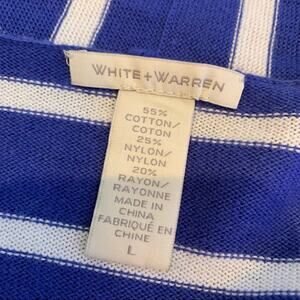 WHITE + WARREN
55%
COTTON/
COTON
25%
NYLON/
NYLON
20%
RAYON/
RAYONNE
MADE IN
CHINA
FABRIQUÉ EN
CHINE
L